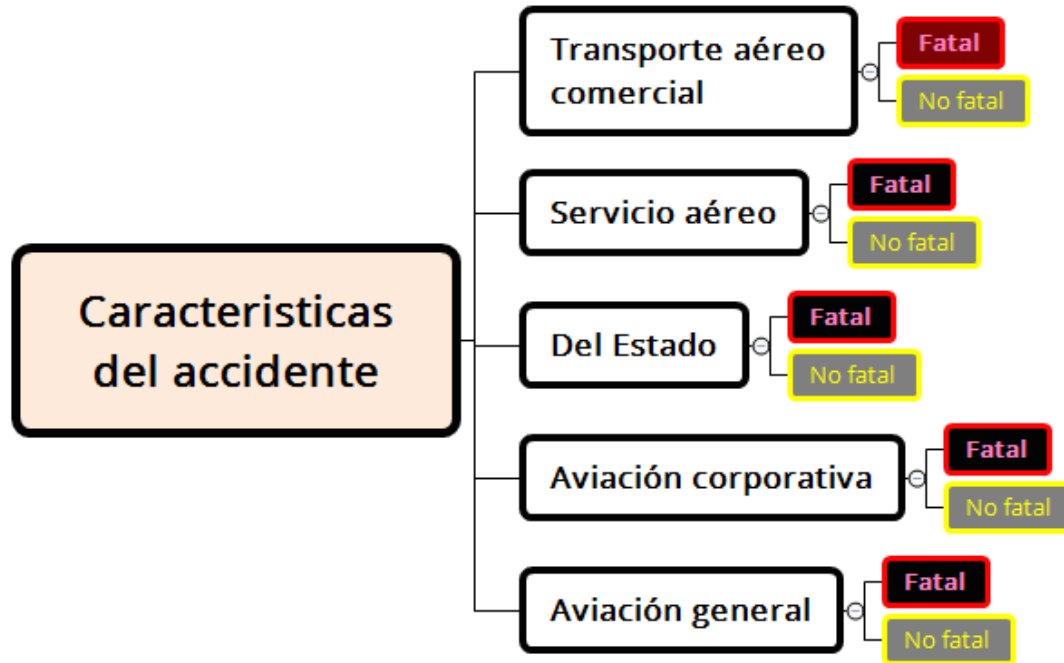 Caracteristicas
del accidente
Transporte aéreo
comercial
Fatal
No fatal
Servicio aéreo
Fatal
No fatal
Del Estado
Fatal
No fatal
Aviación corporativa
Fatal
No fatal
Aviación general
Fatal
No fatal